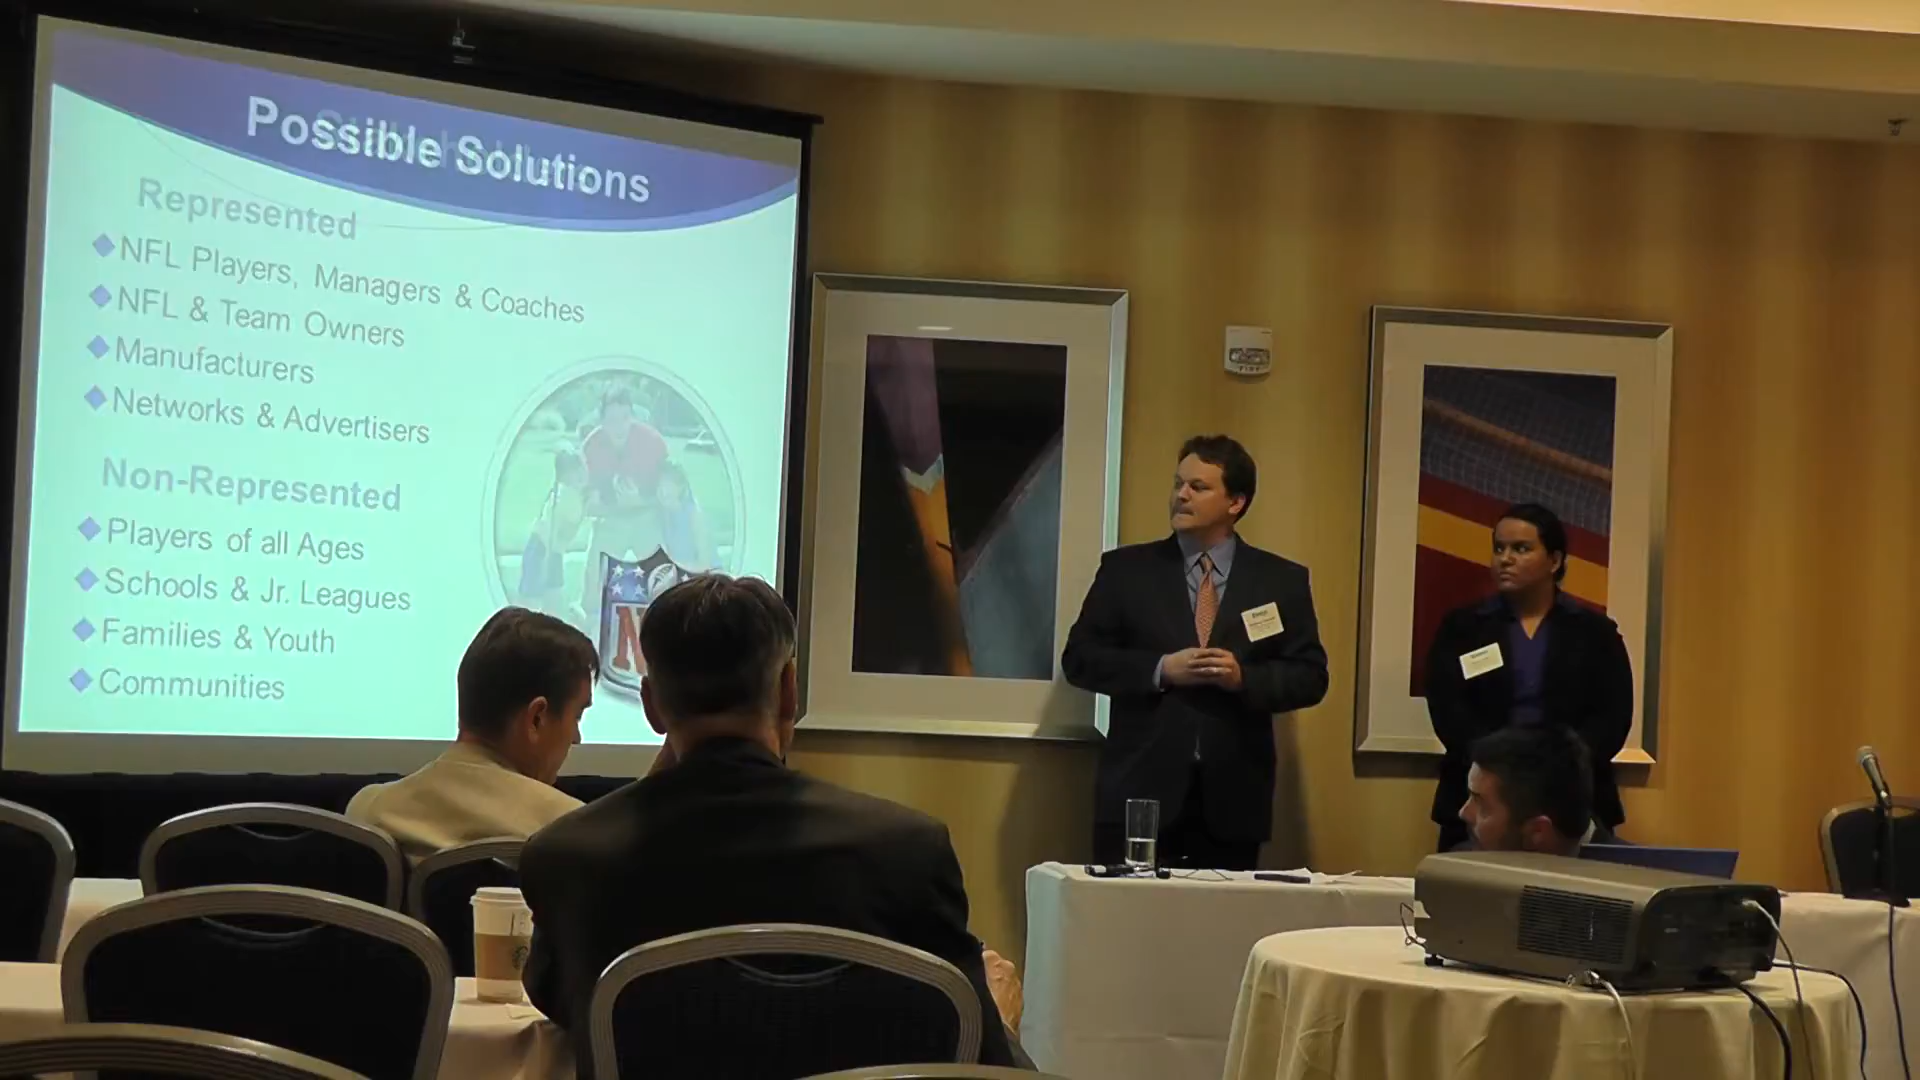 Possible Solutions
Represented
NFL Players, Managers & Coaches
NFL & Team Owners
Manufacturers
Networks & Advertisers
Non-Represented
Players of all Ages
Schools & Jr. Leagues
Families & Youth
Communities
FIRE